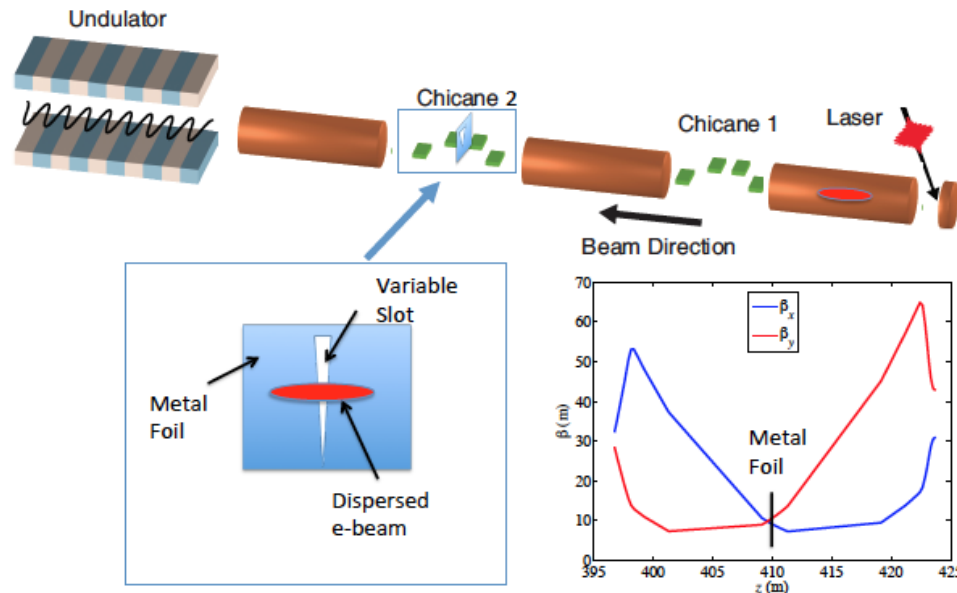 Undulator
Chicane 2
Chicane 1
Laser
Beam Direction
Variable
Slot
Metal
Foil
Dispersed
e-beam
70
60
50
40
30
20
10
0
β (m)
βx
βy
Metal
Foil
395 400 405 410 415 420 425
z (m)